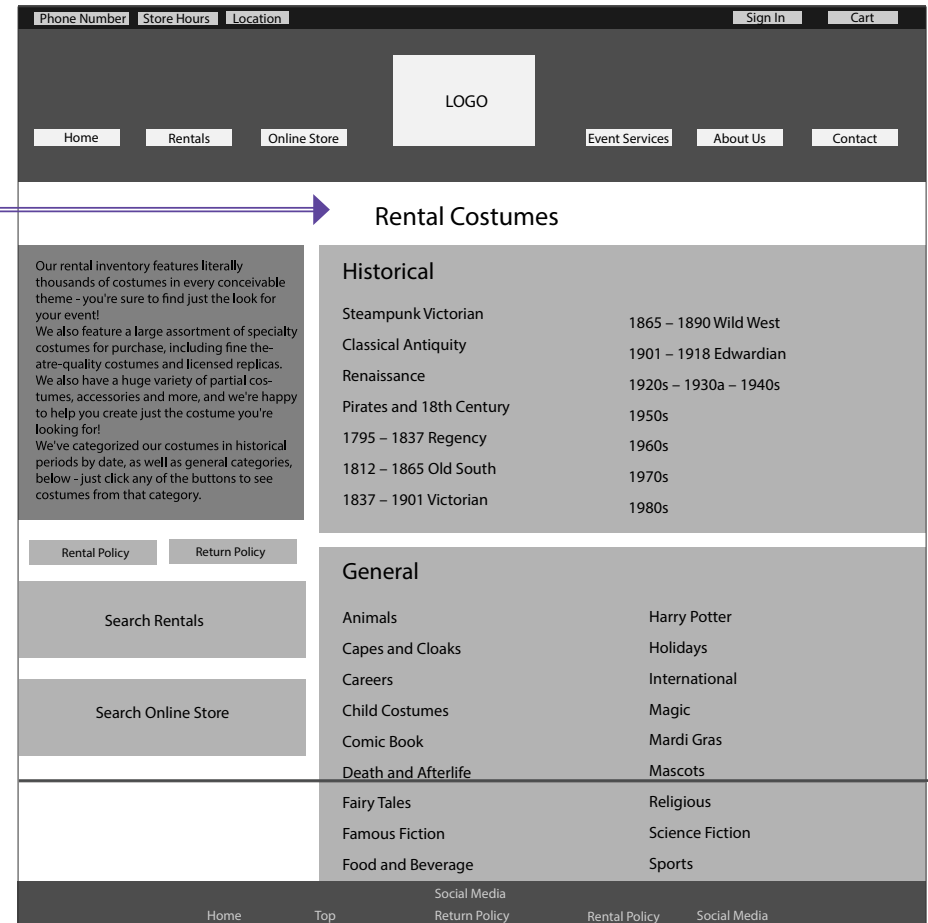 Phone Number Store Hours Location Sign In Cart
LOGO
Home Rentals Online Store Event Services About Us Contact
Rental Costumes
Our rental inventory features literally
thousands of costumes in every conceivable
theme - you're sure to find just the look for
your event!
We also feature a large assortment of specialty
costumes for purchase, including fine the-
atre-quality costumes and licensed replicas.
We also have a huge variety of partial cos-
tumes, accessories and more, and we're happy
to help you create just the costume you're
looking for!
We've categorized our costumes in historical
periods by date, as well as general categories,
below - just click any of the buttons to see
costumes from that category.
Rental Policy Return Policy
Search Rentals
Search Online Store
Historical
Steampunk Victorian
Classical Antiquity
Renaissance
Pirates and 18th Century
1795 – 1837 Regency
1812 – 1865 Old South
1837 – 1901 Victorian
1865 – 1890 Wild West
1901 – 1918 Edwardian
1920s – 1930a – 1940s
1950s
1960s
1970s
1980s
General
Animals
Capes and Cloaks
Careers
Child Costumes
Comic Book
Death and Afterlife
Fairy Tales
Famous Fiction
Food and Beverage
Harry Potter
Holidays
International
Magic
Mardi Gras
Mascots
Religious
Science Fiction
Sports
Social Media
Home Top Return Policy Rental Policy Social Media